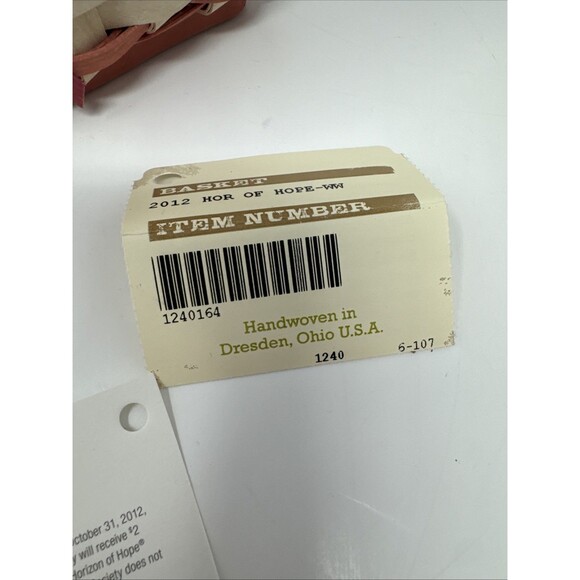 BASKET
2012 HOR OF HOPE-WW
ITEM NUMBER
1240164
Handwoven in
Dresden, Ohio U.S.A.
1240 6-107
October 31, 2012,
will receive $2
Horizon of Hope®
does not